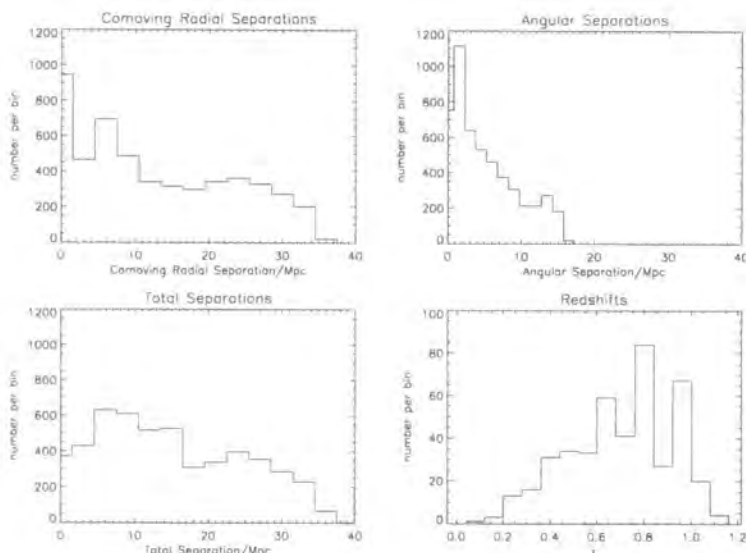 Comoving Radial Separations
1200
1000
800
600
400
200
0
number per bin
0 10 20 30 40
Comoving Radial Separation/Mpc
Angular Separations
1200
1000
800
600
400
200
0
number per bin
0 10 20 30 40
Angular Separation/Mpc
Total Separations
1200
1000
800
600
400
200
0
number per bin
0 10 20 30 40
Total Separation/Mpc
Redshifts
100
80
60
40
20
0
number per bin
0.0 0.2 0.4 0.6 0.8 1.0 1.2